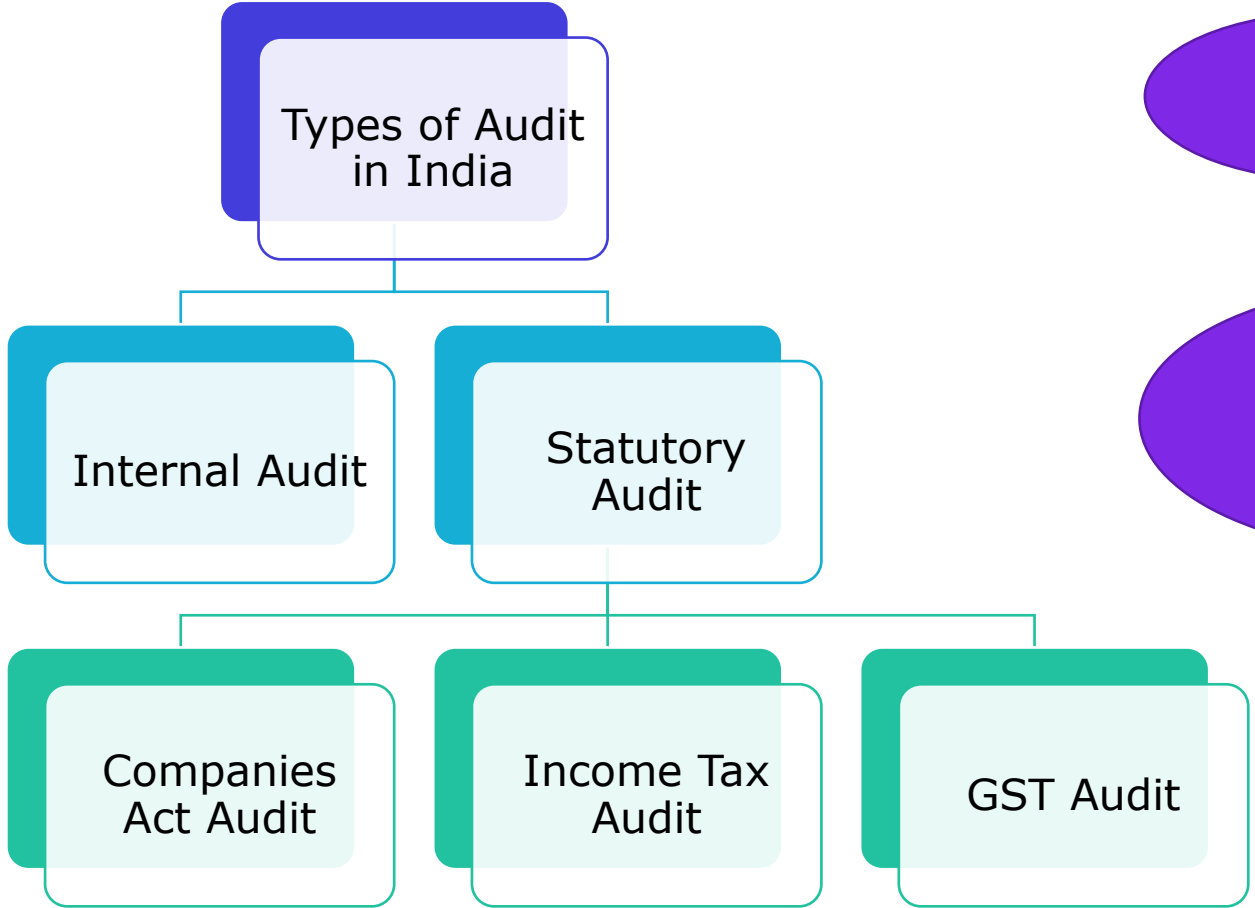 Types of Audit
in India
Internal Audit
Statutory
Audit
Companies
Act Audit
Income Tax
Audit
GST Audit